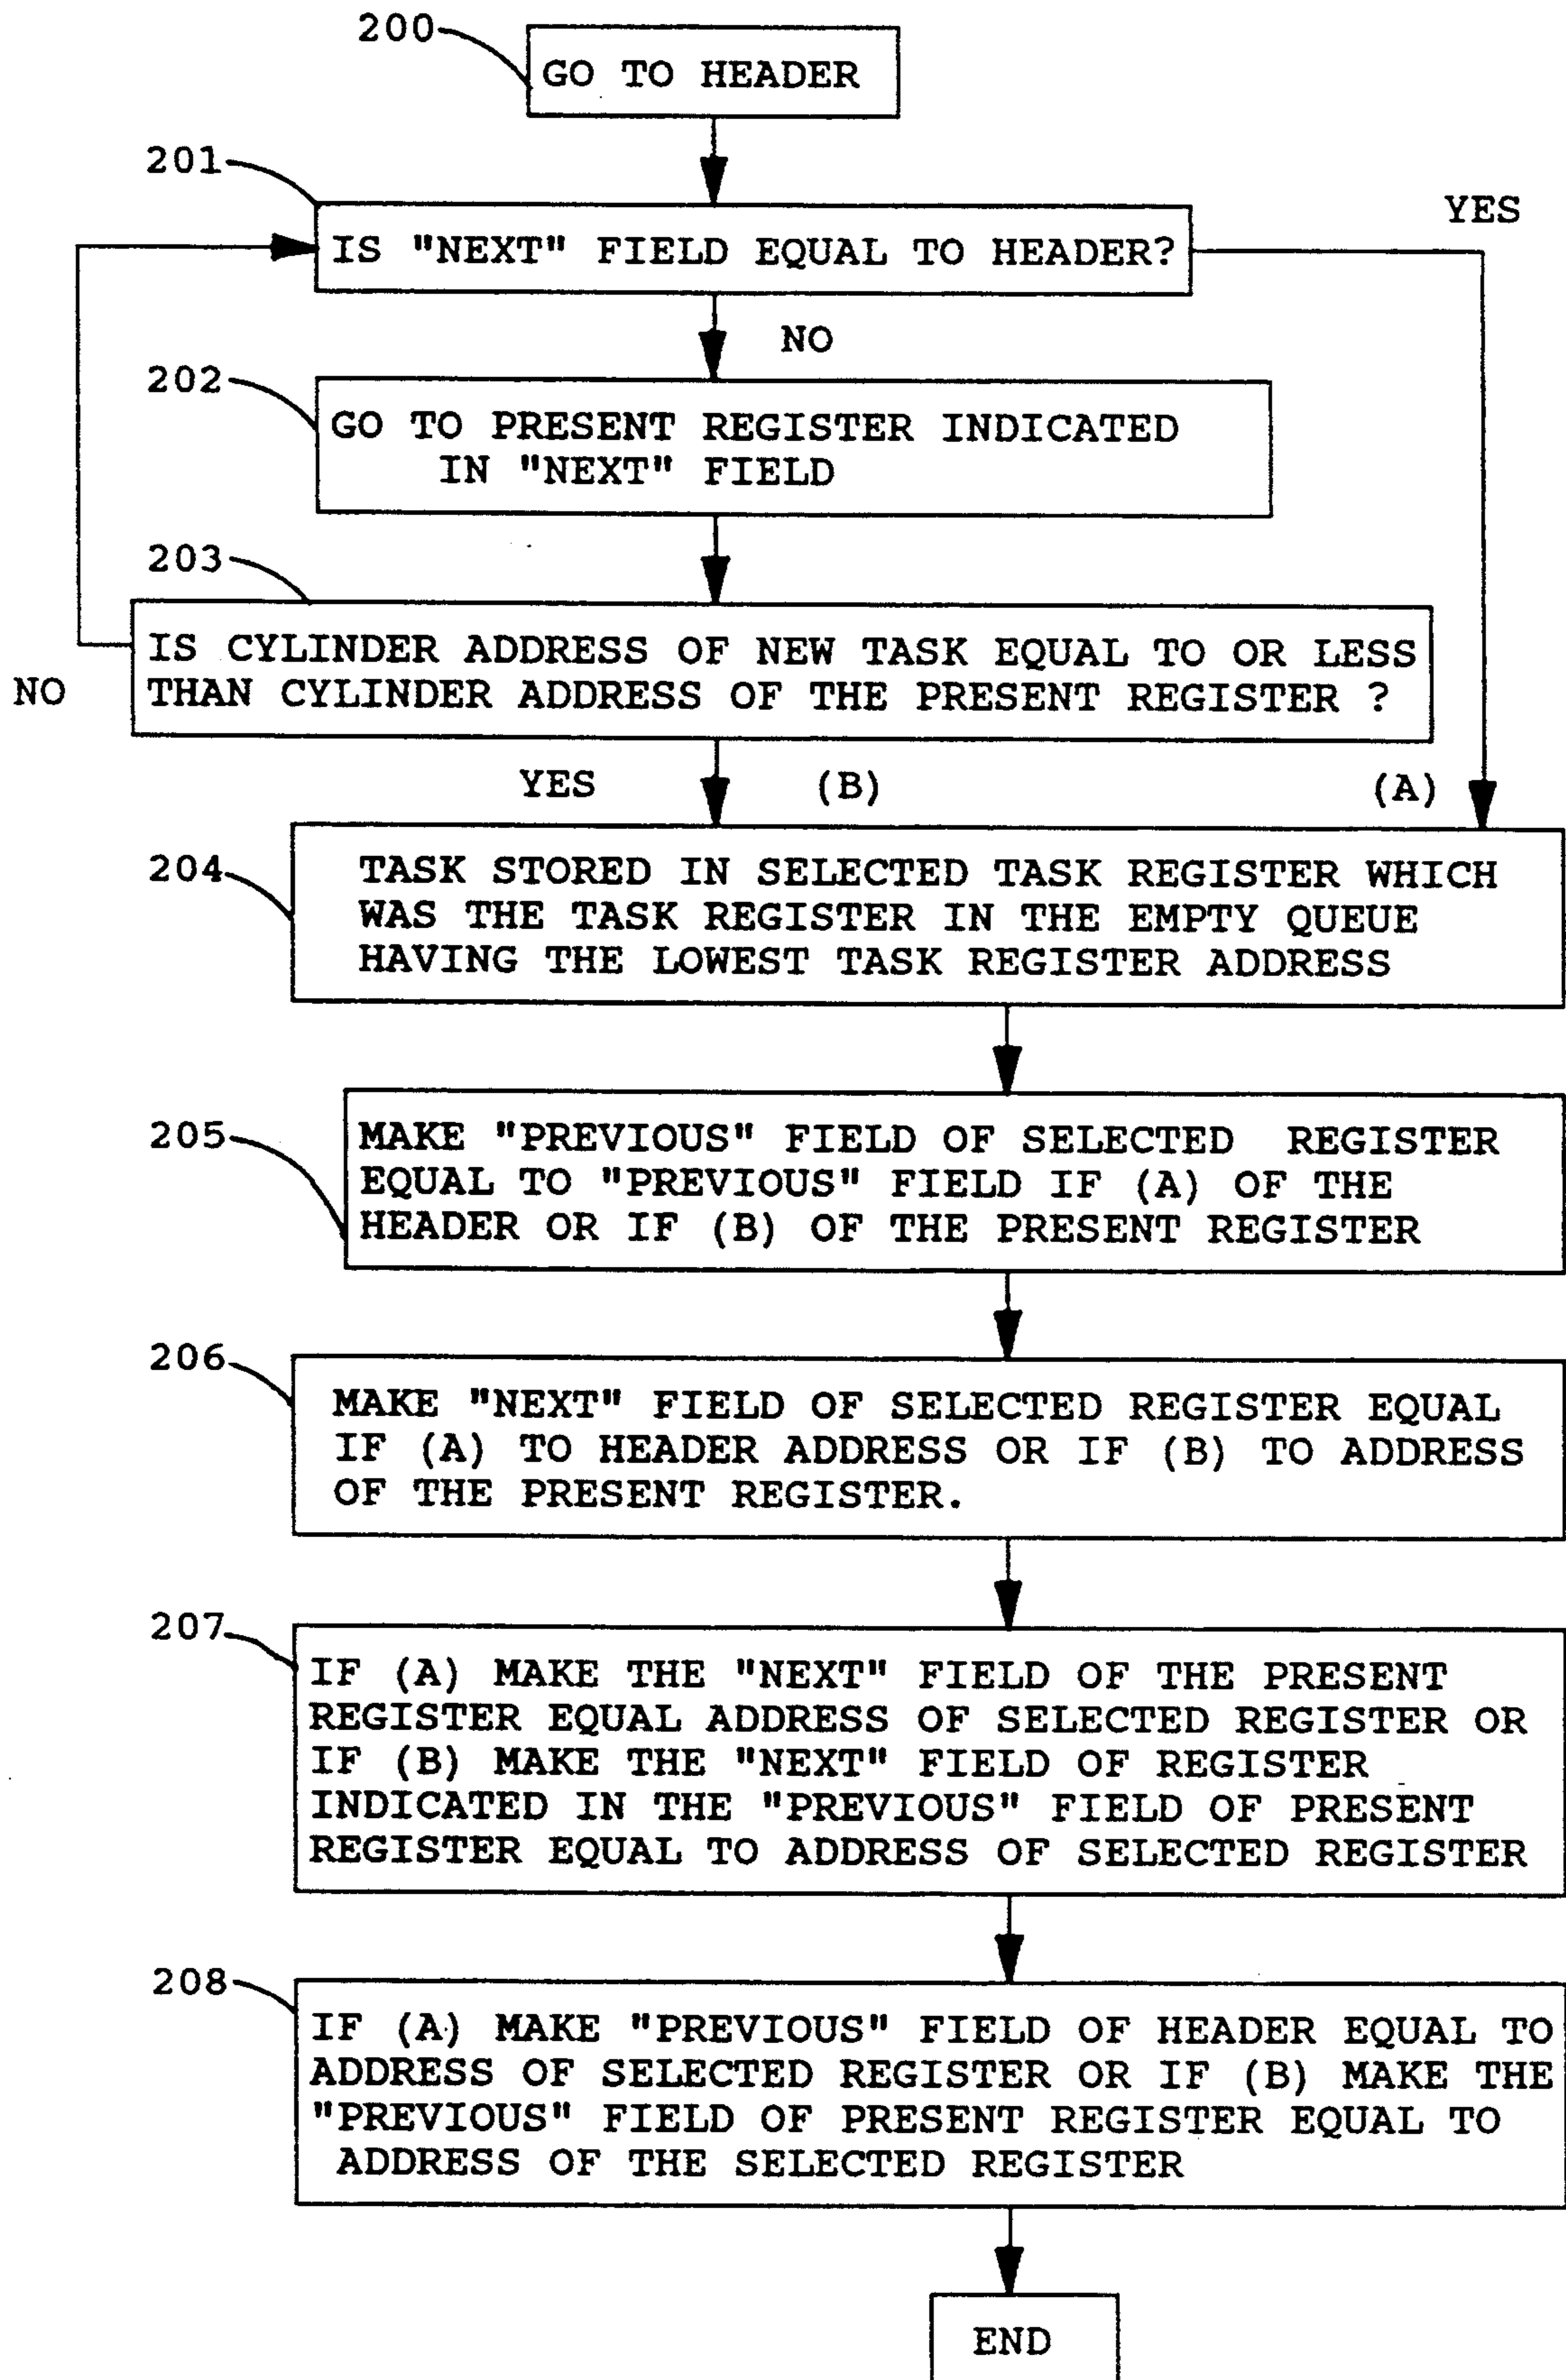 200
GO TO HEADER
201
YES
IS "NEXT" FIELD EQUAL TO HEADER?
NO
202
GO TO PRESENT REGISTER INDICATED
IN "NEXT" FIELD
203
IS CYLINDER ADDRESS OF NEW TASK EQUAL TO OR LESS
THAN CYLINDER ADDRESS OF THE PRESENT REGISTER ?
NO
YES (B) (A)
204
TASK STORED IN SELECTED TASK REGISTER WHICH
WAS THE TASK REGISTER IN THE EMPTY QUEUE
HAVING THE LOWEST TASK REGISTER ADDRESS
205
MAKE "PREVIOUS" FIELD OF SELECTED REGISTER
EQUAL TO "PREVIOUS" FIELD IF (A) OF THE
HEADER OR IF (B) OF THE PRESENT REGISTER
206
MAKE "NEXT" FIELD OF SELECTED REGISTER EQUAL
IF (A) TO HEADER ADDRESS OR IF (B) TO ADDRESS
OF THE PRESENT REGISTER.
207
IF (A) MAKE THE "NEXT" FIELD OF THE PRESENT
REGISTER EQUAL ADDRESS OF SELECTED REGISTER OR
IF (B) MAKE THE "NEXT" FIELD OF REGISTER
INDICATED IN THE "PREVIOUS" FIELD OF PRESENT
REGISTER EQUAL TO ADDRESS OF SELECTED REGISTER
208
IF (A) MAKE "PREVIOUS" FIELD OF HEADER EQUAL TO
ADDRESS OF SELECTED REGISTER OR IF (B) MAKE THE
"PREVIOUS" FIELD OF PRESENT REGISTER EQUAL TO
ADDRESS OF THE SELECTED REGISTER
END